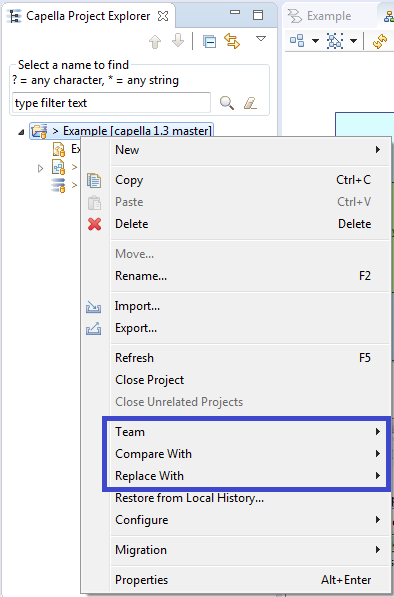 Capella Project Explorer
Example
Select a name to find
? = any character, * = any string
type filter text
> Example [capella 1.3 master]
Ex
>
>
New
Copy Ctrl+C
Paste Ctrl+V
Delete Delete
Move...
Rename... F2
Import...
Export...
Refresh F5
Close Project
Close Unrelated Projects
Team
Compare With
Replace With
Restore from Local History...
Configure
Migration
Properties Alt+Enter